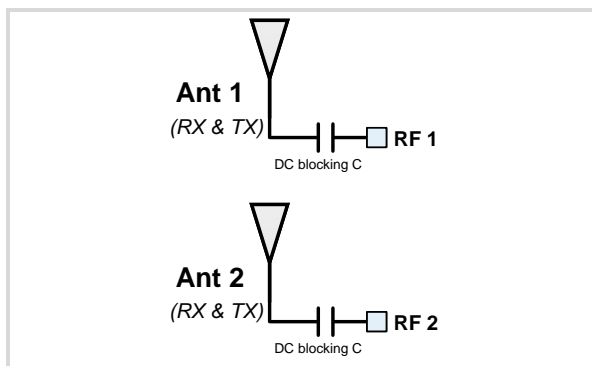 Ant 1
(RX & TX)
RF 1
DC blocking C
Ant 2
(RX & TX)
RF 2
DC blocking C